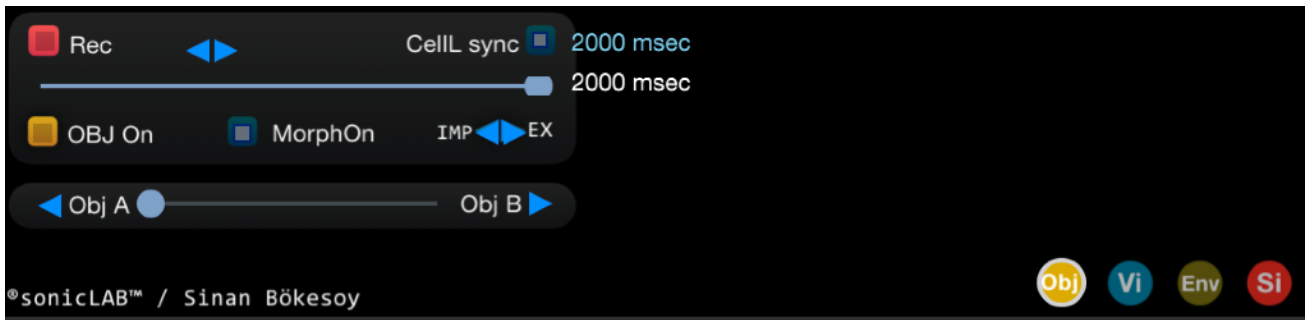 Rec CellL sync 2000 msec
2000 msec
OBJ On MorphOn IMP EX
Obj A Obj B
®sonicLAB™ / Sinan Bökesoy
Obj Vi Env Si